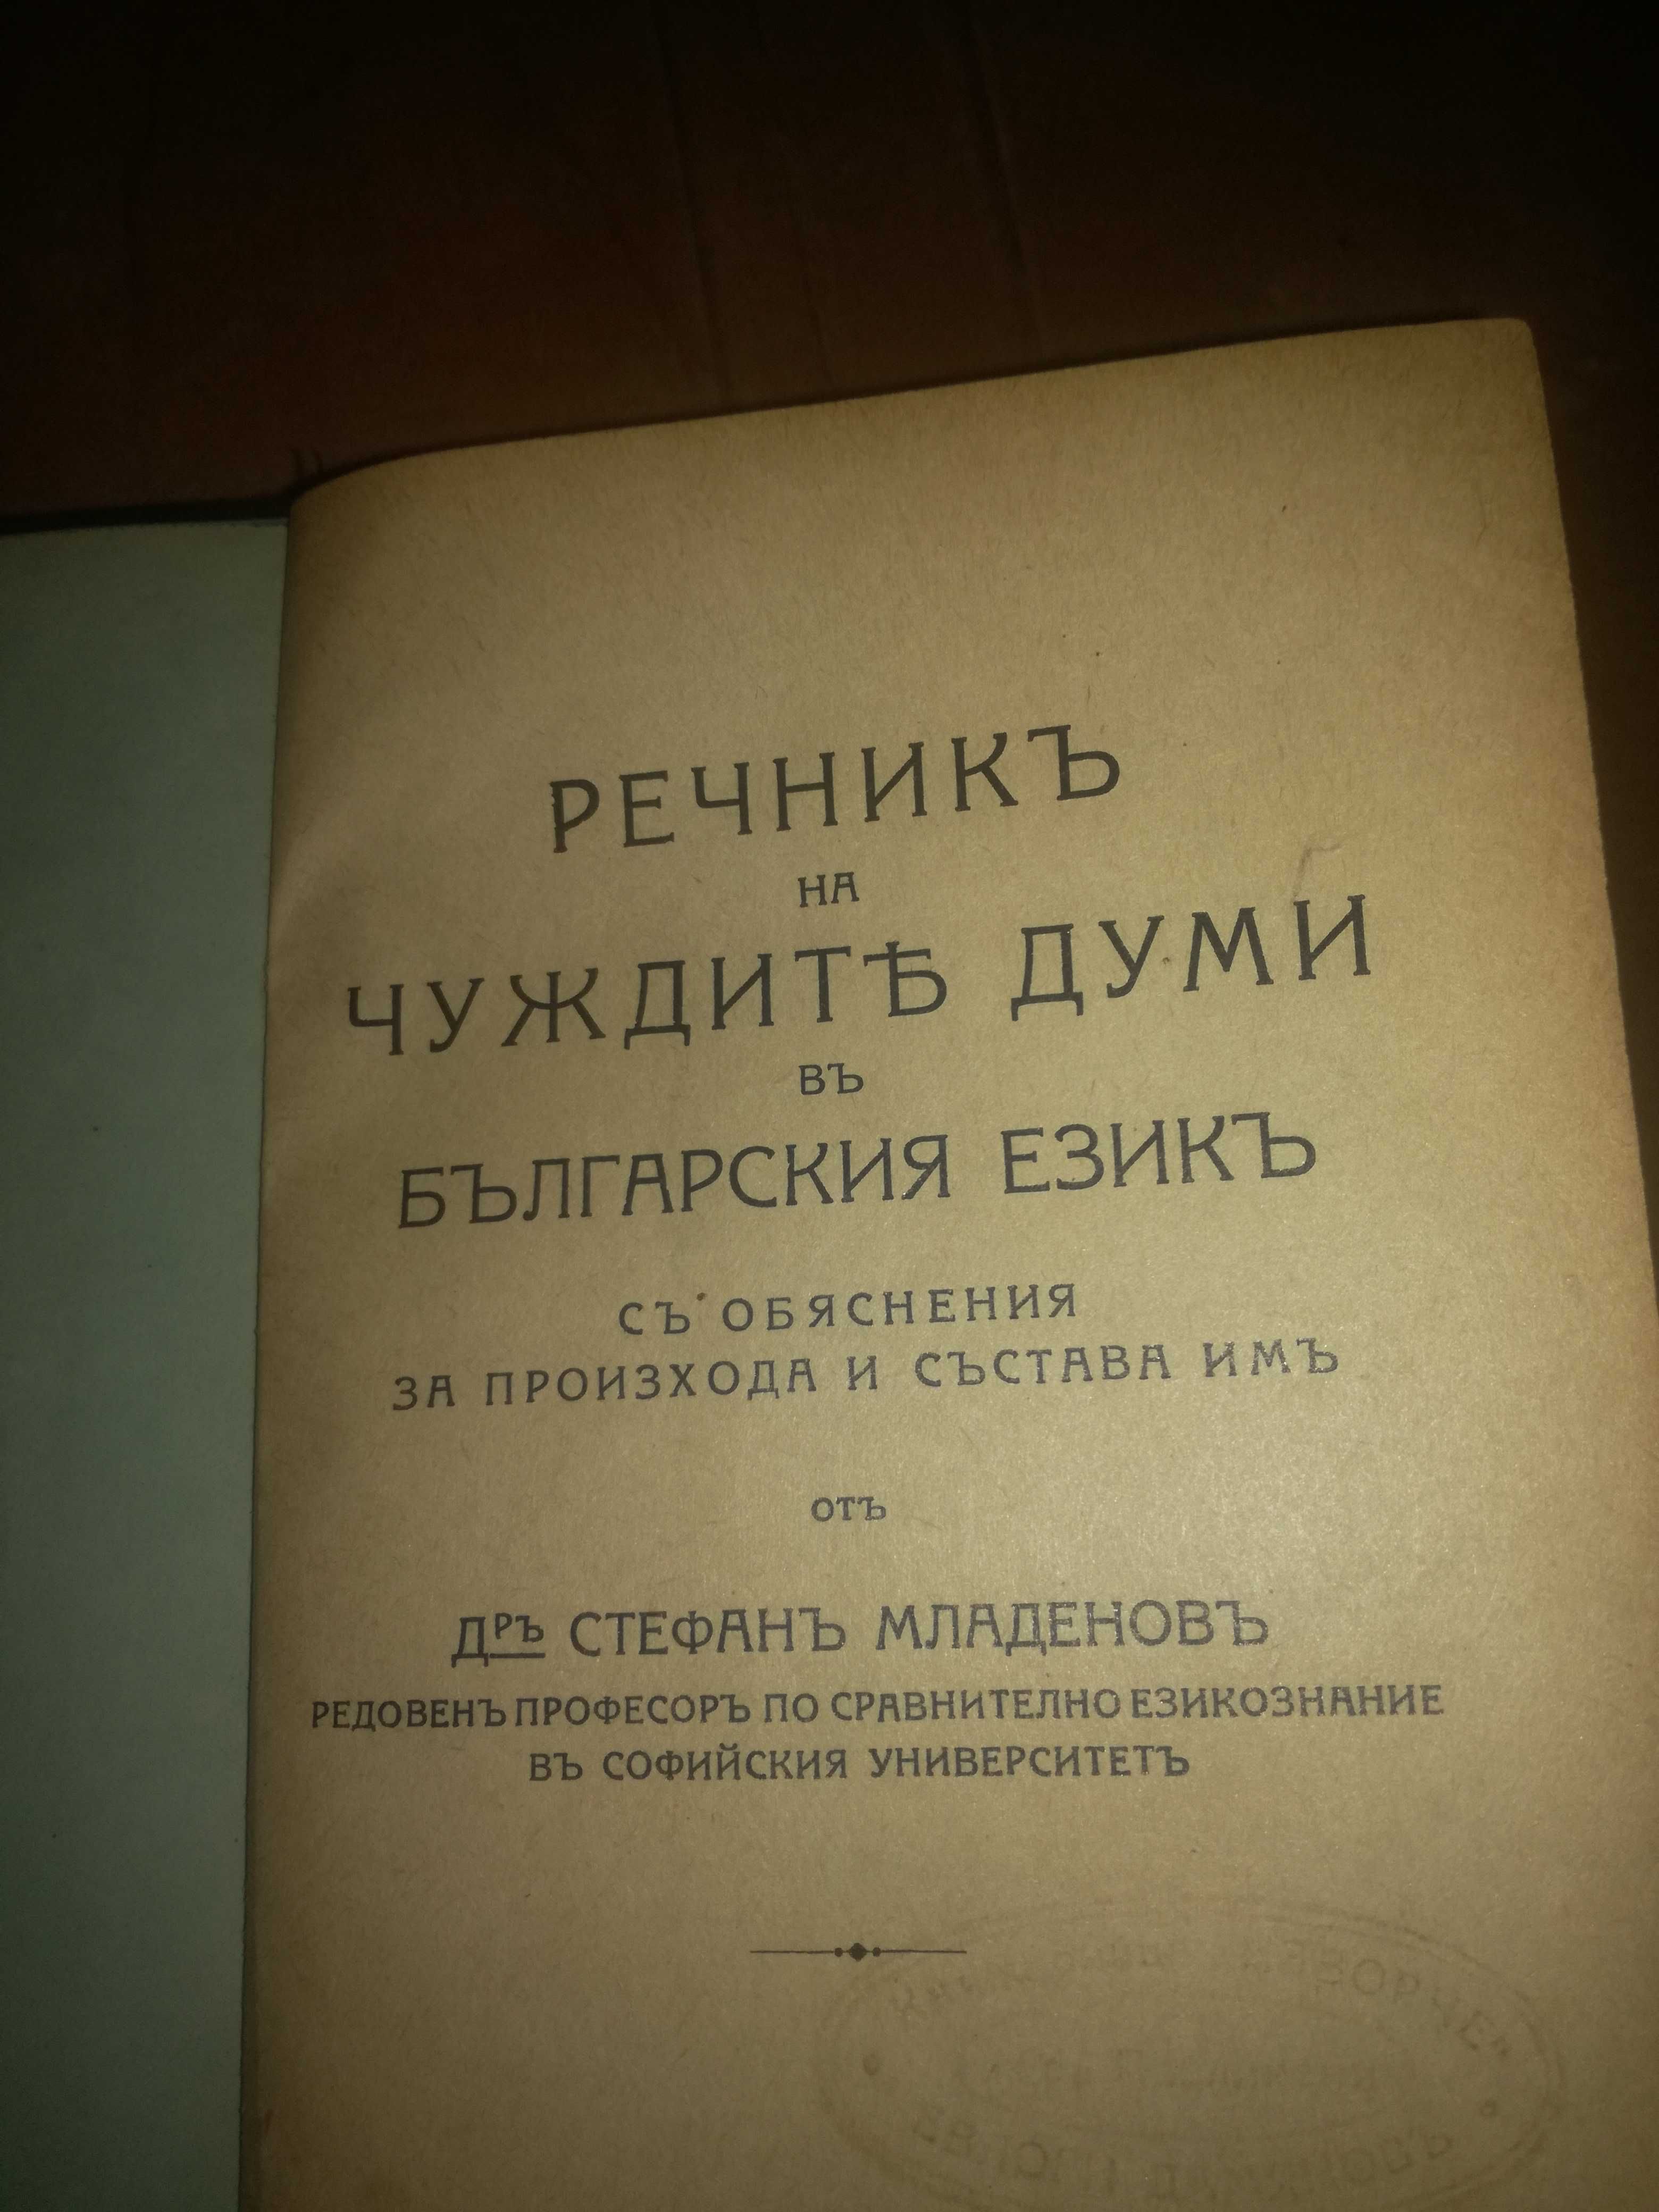 РЕЧНИКЪ
НА
ЧУЖДИТѢ ДУМИ
ВЪ
БЪЛГАРСКИЯ ЕЗИКЪ
СЪ ОБЯСНЕНИЯ
ЗА ПРОИЗХОДА И СЪСТАВА ИМЪ
ОТЪ
ДРЪ СТЕФАНЪ МЛАДЕНОВЪ
РЕДОВЕНЪ ПРОФЕСОРЪ ПО СРАВНИТЕЛНО ЕЗИКОЗНАНИЕ
ВЪ СОФИЙСКИЯ УНИВЕРСИТЕТЪ